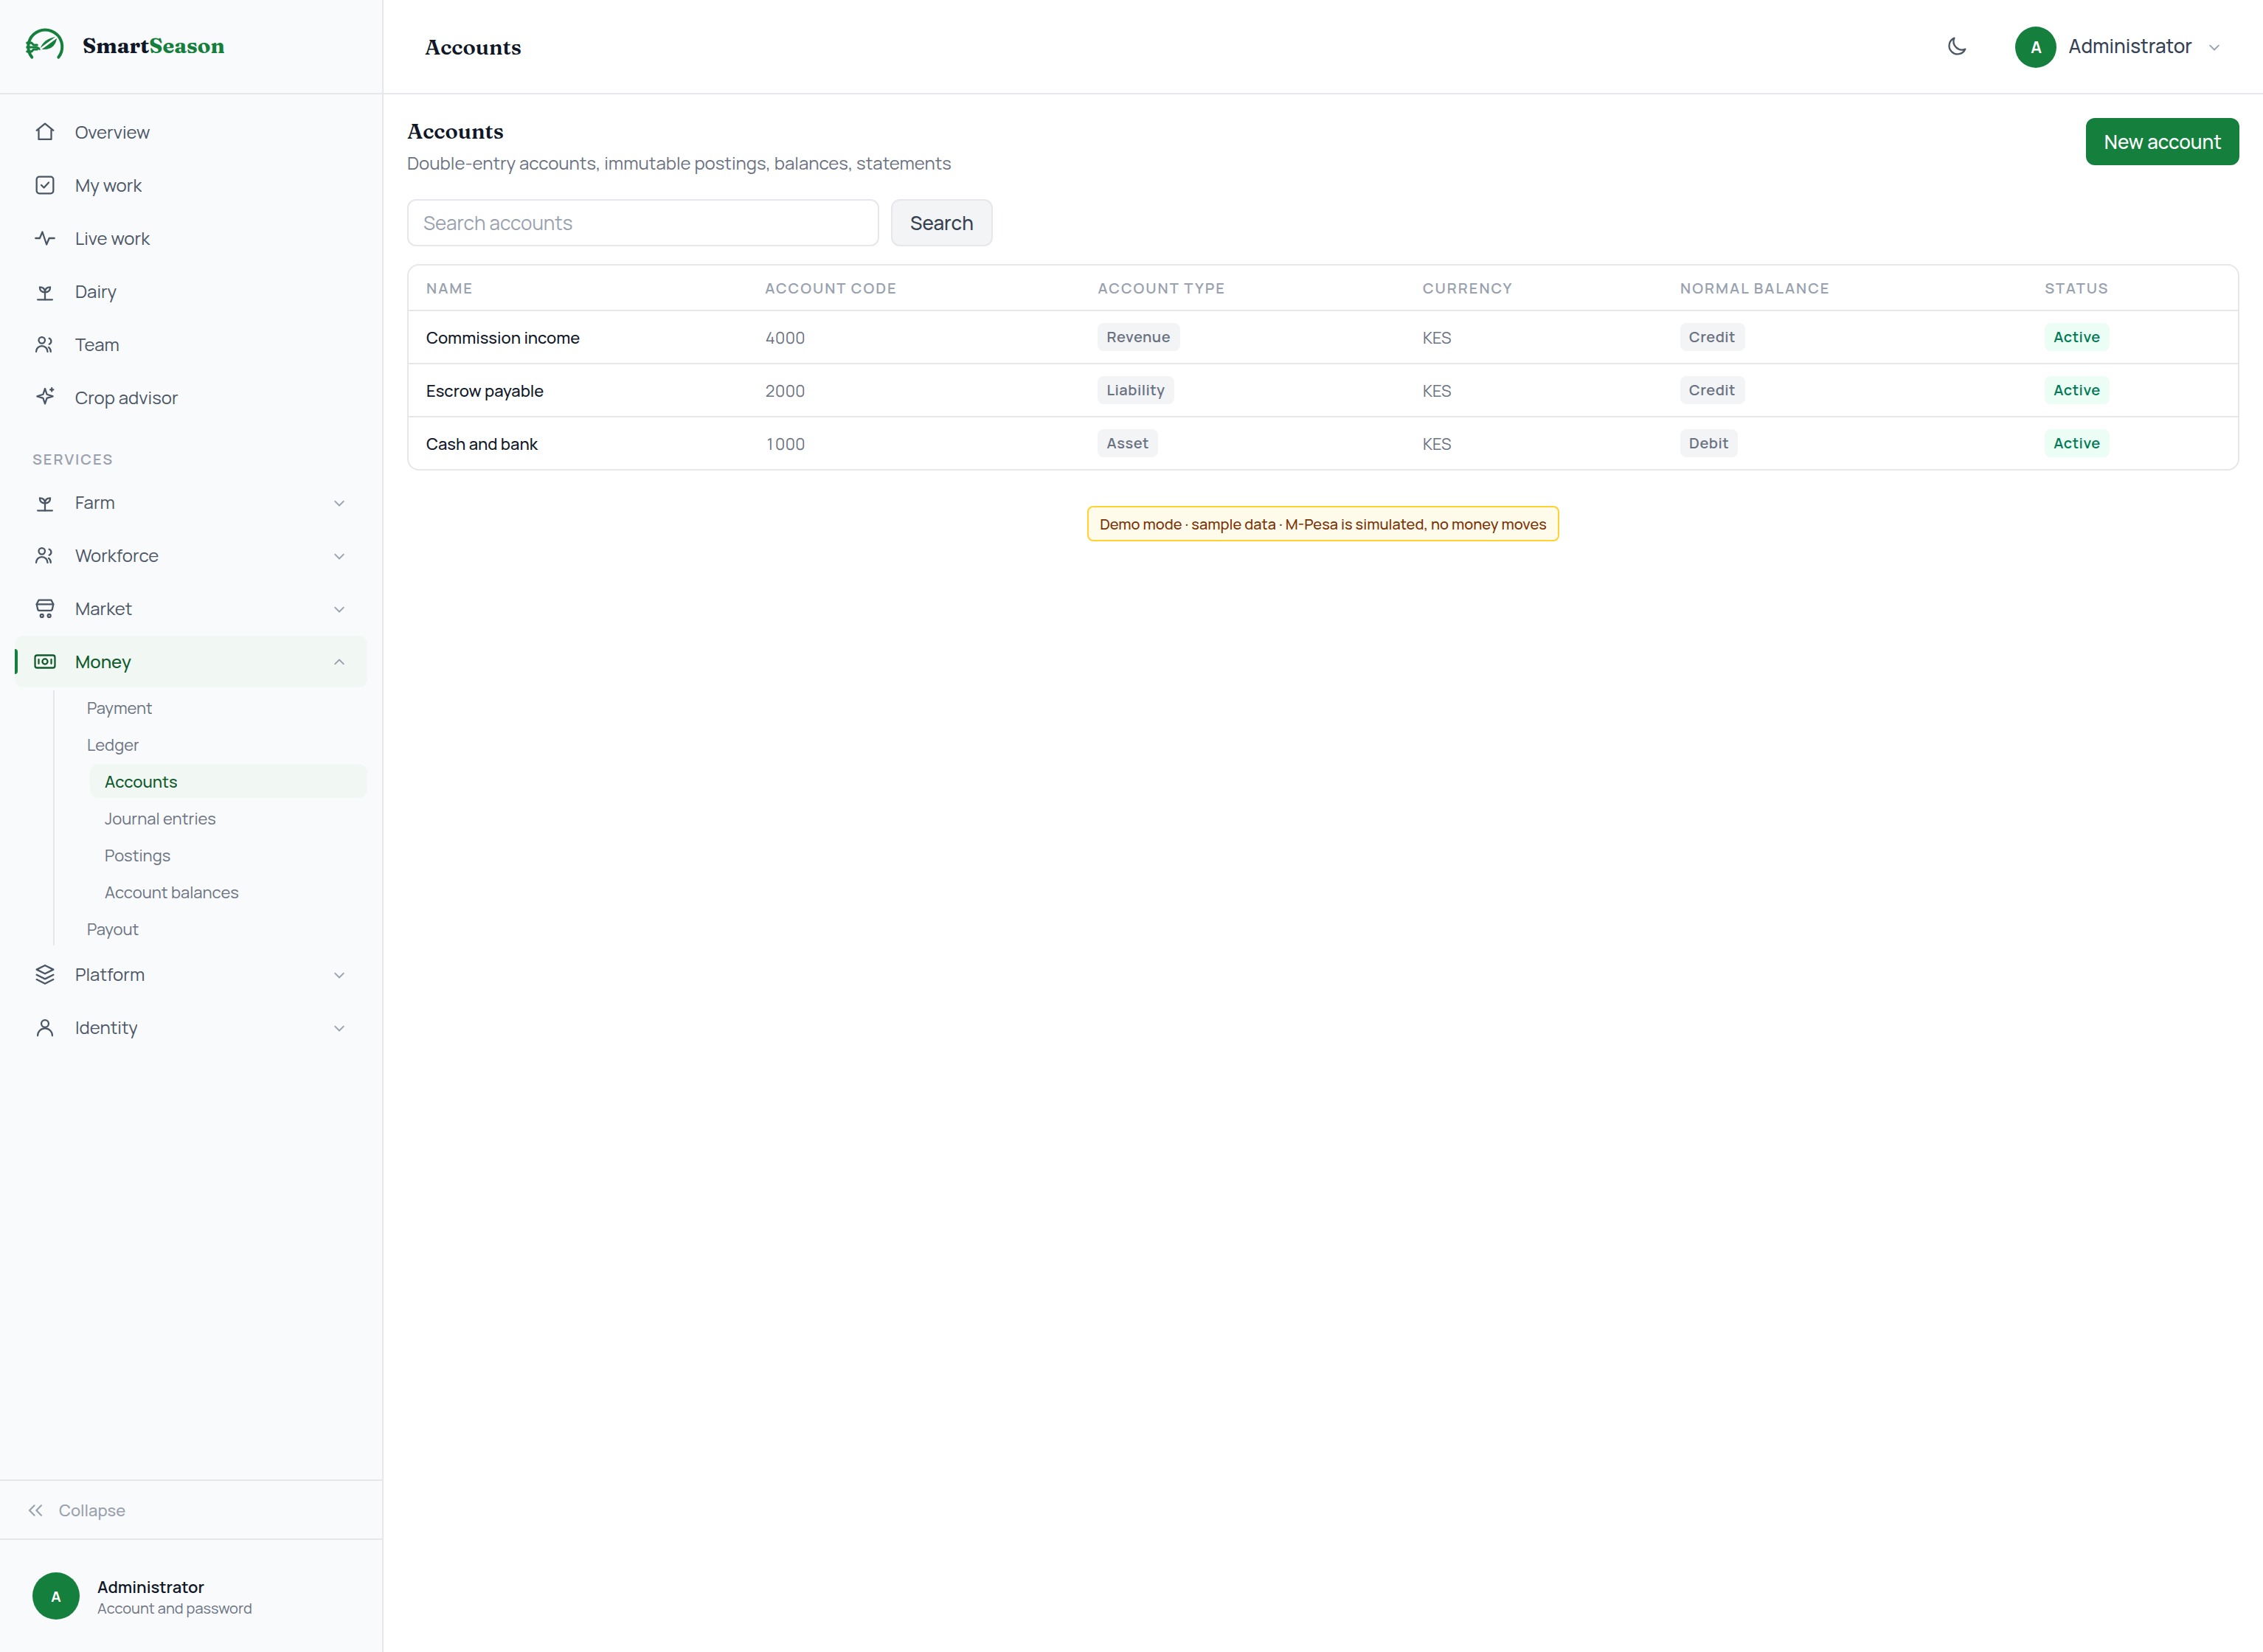 SmartSeason
Accounts
A
Administrator
Overview
My work
Live work
Dairy
Team
Crop advisor
SERVICES
Farm
Workforce
Market
Money
Payment
Ledger
Accounts
Journal entries
Postings
Account balances
Payout
Platform
Identity
Collapse
A
Administrator
Account and password
Accounts
Double-entry accounts, immutable postings, balances, statements
New account
Search accounts
Search
NAME ACCOUNT CODE ACCOUNT TYPE CURRENCY NORMAL BALANCE STATUS
Commission income 4000 Revenue KES Credit Active
Escrow payable 2000 Liability KES Credit Active
Cash and bank 1000 Asset KES Debit Active
Demo mode · sample data · M-Pesa is simulated, no money moves